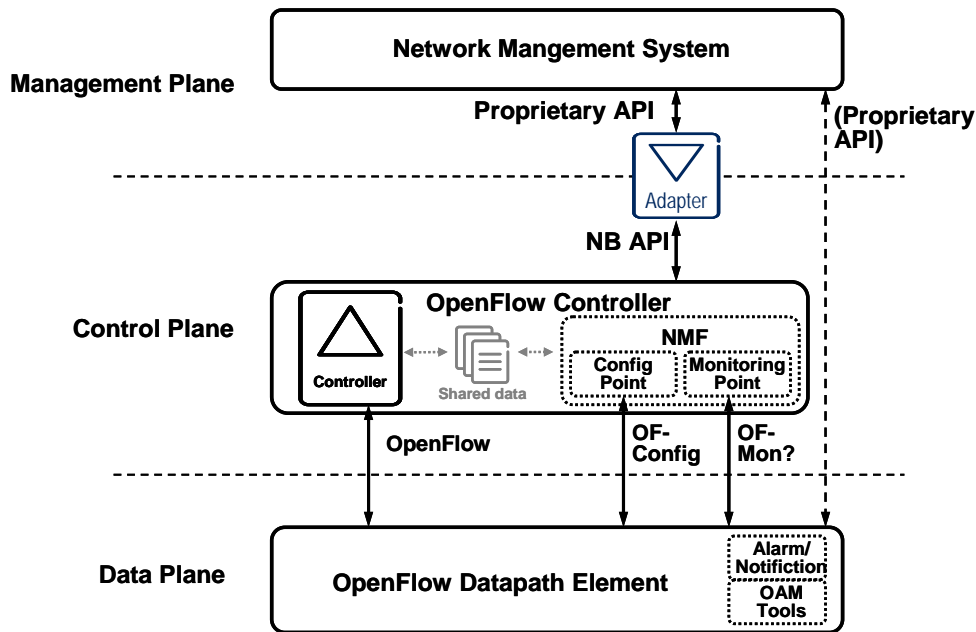 Network Mangement System
Management Plane
Proprietary API
(Proprietary
API)
Adapter
NB API
OpenFlow Controller
Control Plane
NMF
Controller
Shared data
Config
Point
Monitoring
Point
OpenFlow
OF-
Config
OF-
Mon?
Data Plane
OpenFlow Datapath Element
Alarm/
Notifiction
OAM
Tools